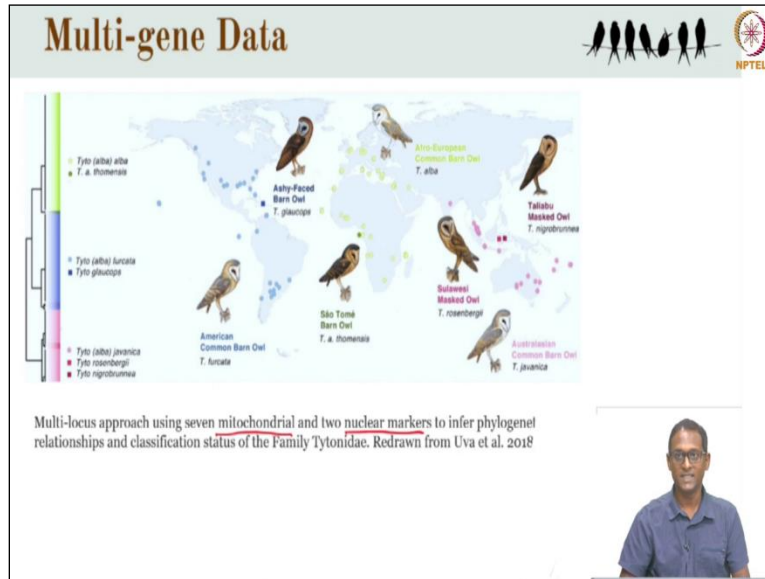 Multi-gene Data
NPTEL
Tyto (alba) alba
T. a. thomensis
Tyto (alba) furcata
Tyto glaucops
Tyto (alba) javanica
Tyto rosenbergii
Tyto nigrobrunnea
Ashy-Faced
Barn Owl
T. glaucops
Afro-European
Common Barn Owl
T. alba
Taliabu
Masked Owl
T. nigrobrunnea
American
Common Barn Owl
T. furcata
São Tomé
Barn Owl
T. a. thomensis
Sulawesi
Masked Owl
T. rosenbergii
Australasian
Common Barn Owl
T. javanica
Multi-locus approach using seven mitochondrial and two nuclear markers to infer phylogenet
relationships and classification status of the Family Tytonidae. Redrawn from Uva et al. 2018